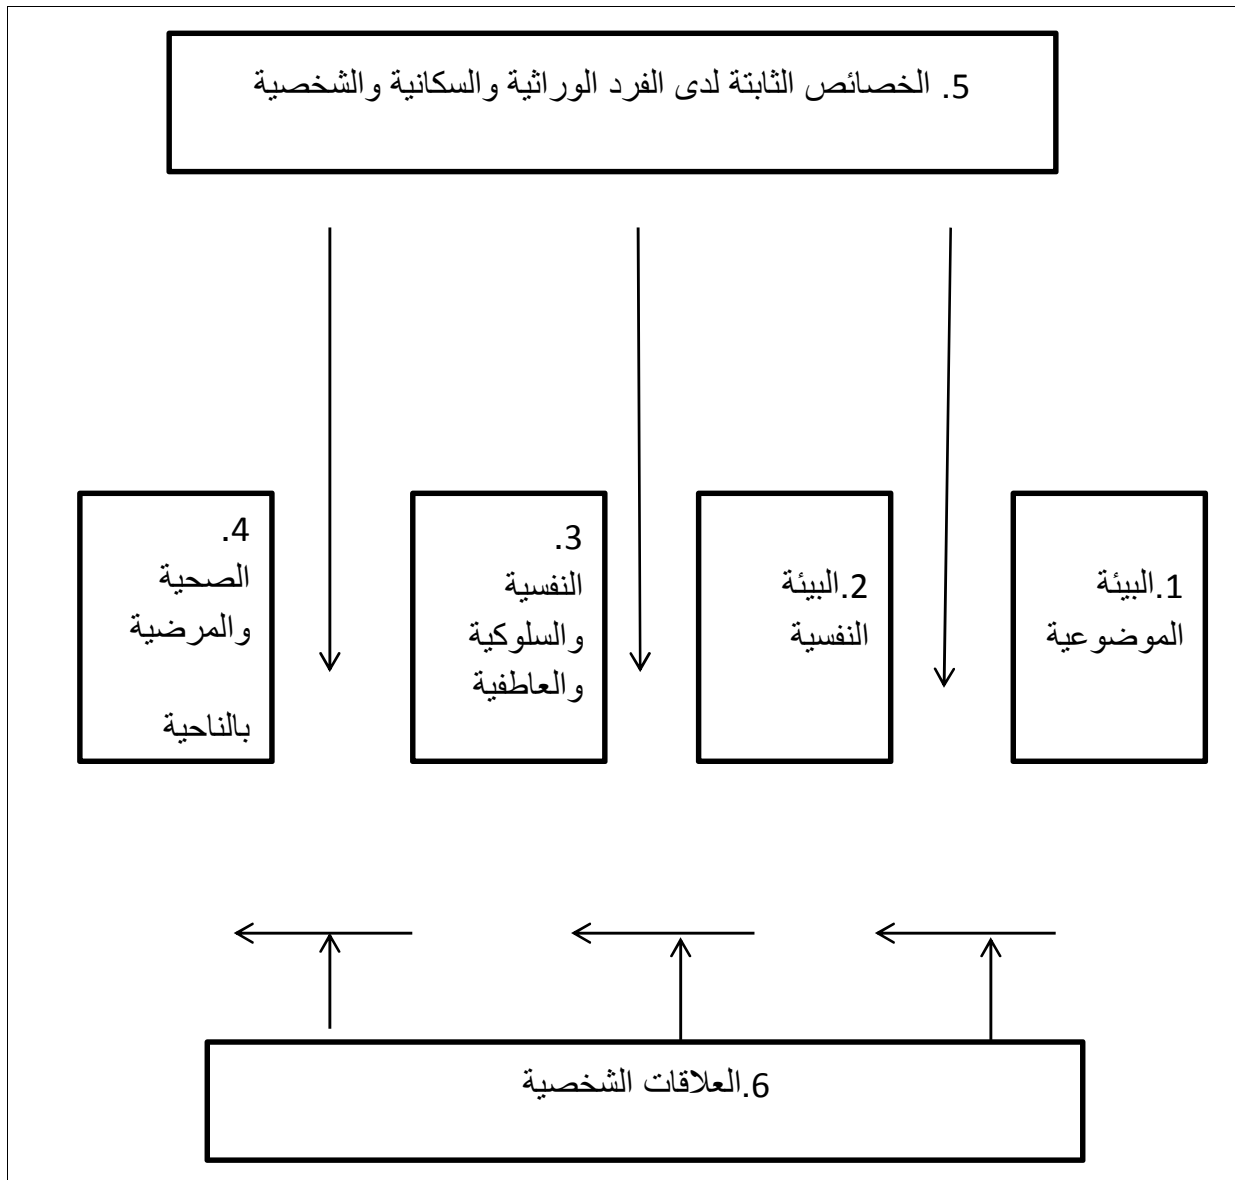 5. الخصائص الثابتة لدى الفرد الوراثية والسكانية والشخصية
1.البيئة
الموضوعية
2.البيئة
النفسية
3.
النفسية
والسلوكية
والعاطفية
4.
الصحية
والمرضية
بالناحية
6.العلاقات الشخصية